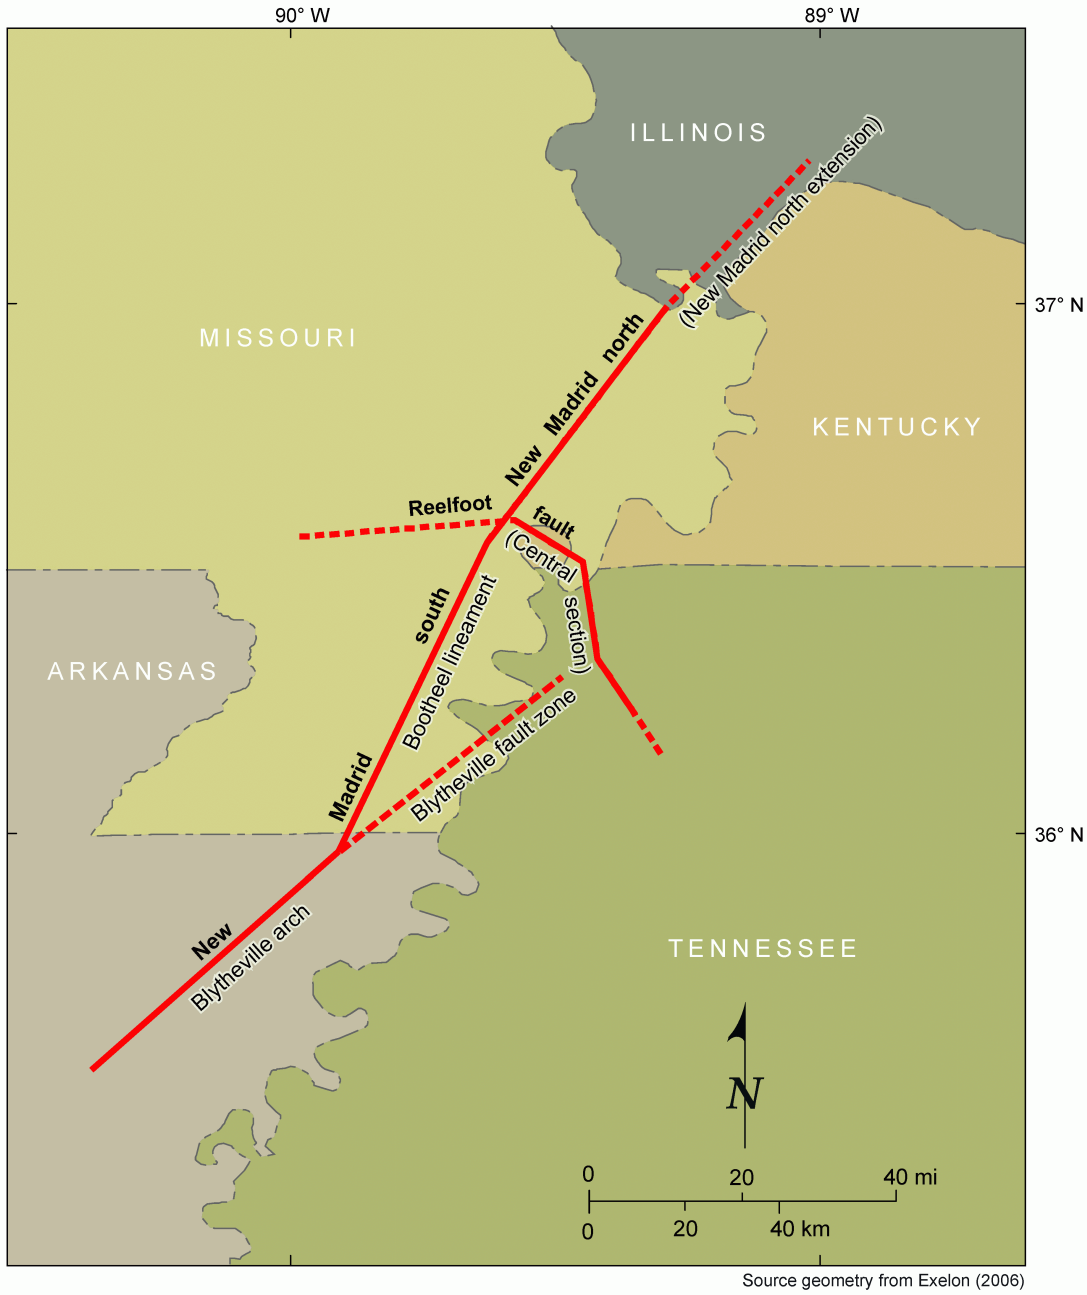 90° W
89° W
ILLINOIS
(New Madrid north extension)
37° N
MISSOURI
New Madrid north
KENTUCKY
Reelfoot fault
(Central section)
ARKANSAS
New Madrid south
Bootheel lineament
Blytheville fault zone
36° N
Blytheville arch
TENNESSEE
N
0 20 40 mi
0 20 40 km
Source geometry from Exelon (2006)